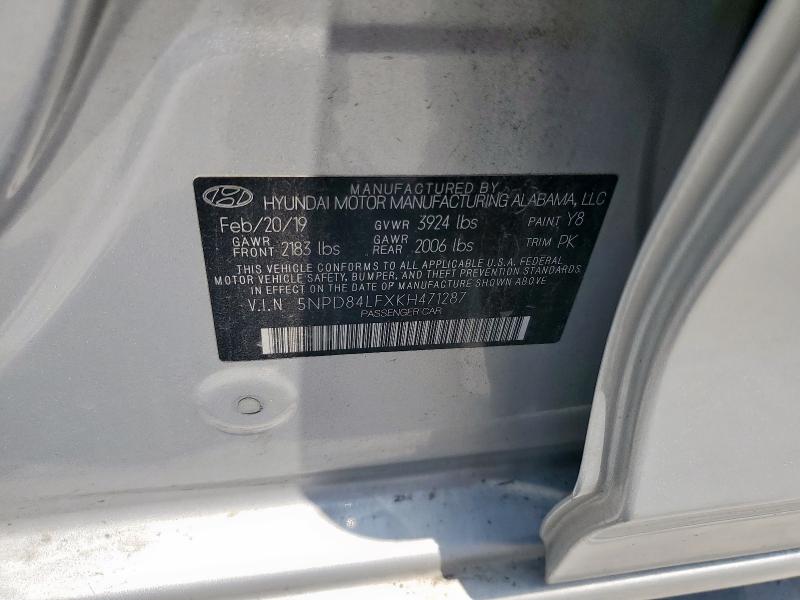 MANUFACTURED BY
HYUNDAI MOTOR MANUFACTURING ALABAMA, LLC
Feb/20/19 GVWR 3924 lbs PAINT Y8
GAWR FRONT 2183 lbs GAWR REAR 2006 lbs TRIM PK
THIS VEHICLE CONFORMS TO ALL APPLICABLE U.S.A. FEDERAL
MOTOR VEHICLE SAFETY, BUMPER, AND THEFT PREVENTION STANDARDS
IN EFFECT ON THE DATE OF MANUFACTURE SHOWN ABOVE
V.I.N 5NPD84LFXKH471287
PASSENGER CAR